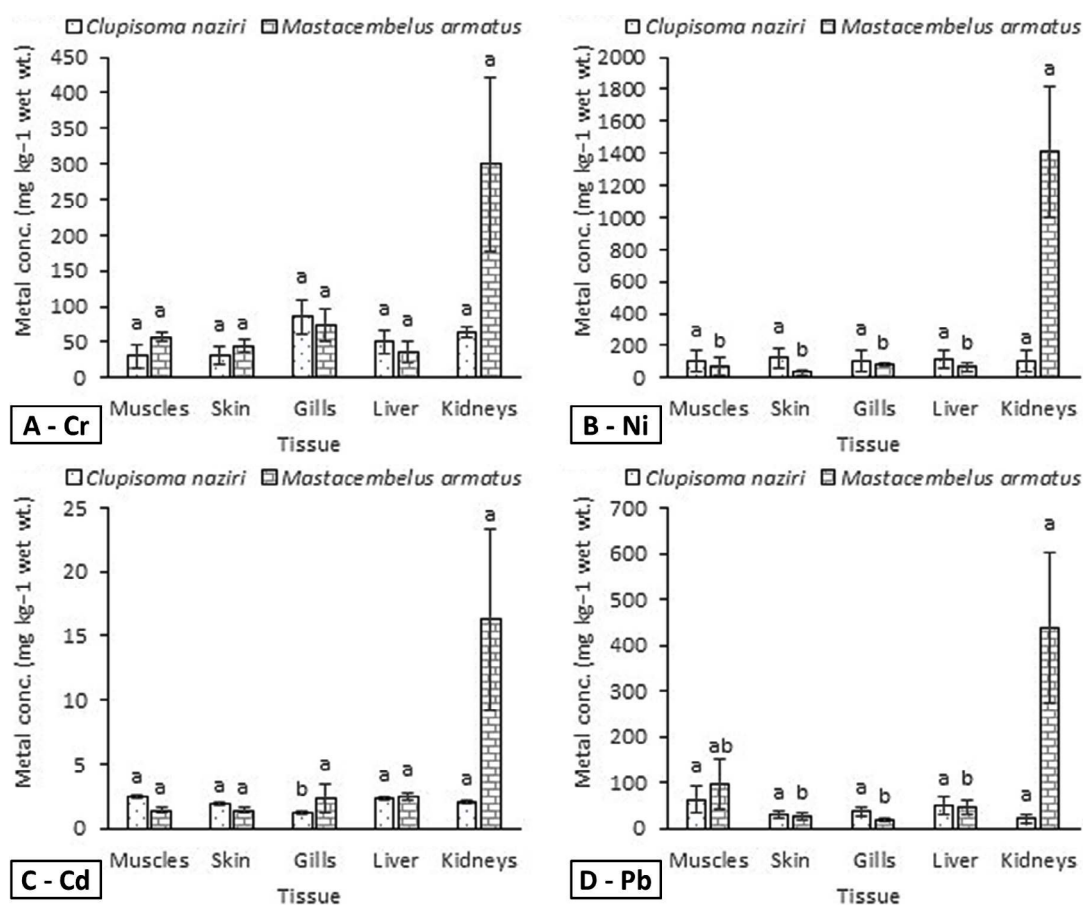 Clupisoma naziri Mastacembelus armatus
Metal conc. (mg kg–1 wet wt.)
450
400
350
300
250
200
150
100
50
0
a a a a a a a a a a
Muscles Skin Gills Liver Kidneys
Tissue
A - Cr
Clupisoma naziri Mastacembelus armatus
Metal conc. (mg kg–1 wet wt.)
2000
1800
1600
1400
1200
1000
800
600
400
200
0
a b a b a b a b a a
Muscles Skin Gills Liver Kidneys
Tissue
B - Ni
Clupisoma naziri Mastacembelus armatus
Metal conc. (mg kg–1 wet wt.)
25
20
15
10
5
0
a a a a b a a a a a
Muscles Skin Gills Liver Kidneys
Tissue
C - Cd
Clupisoma naziri Mastacembelus armatus
Metal conc. (mg kg–1 wet wt.)
700
600
500
400
300
200
100
0
a ab a b a b a b a a
Muscles Skin Gills Liver Kidneys
Tissue
D - Pb